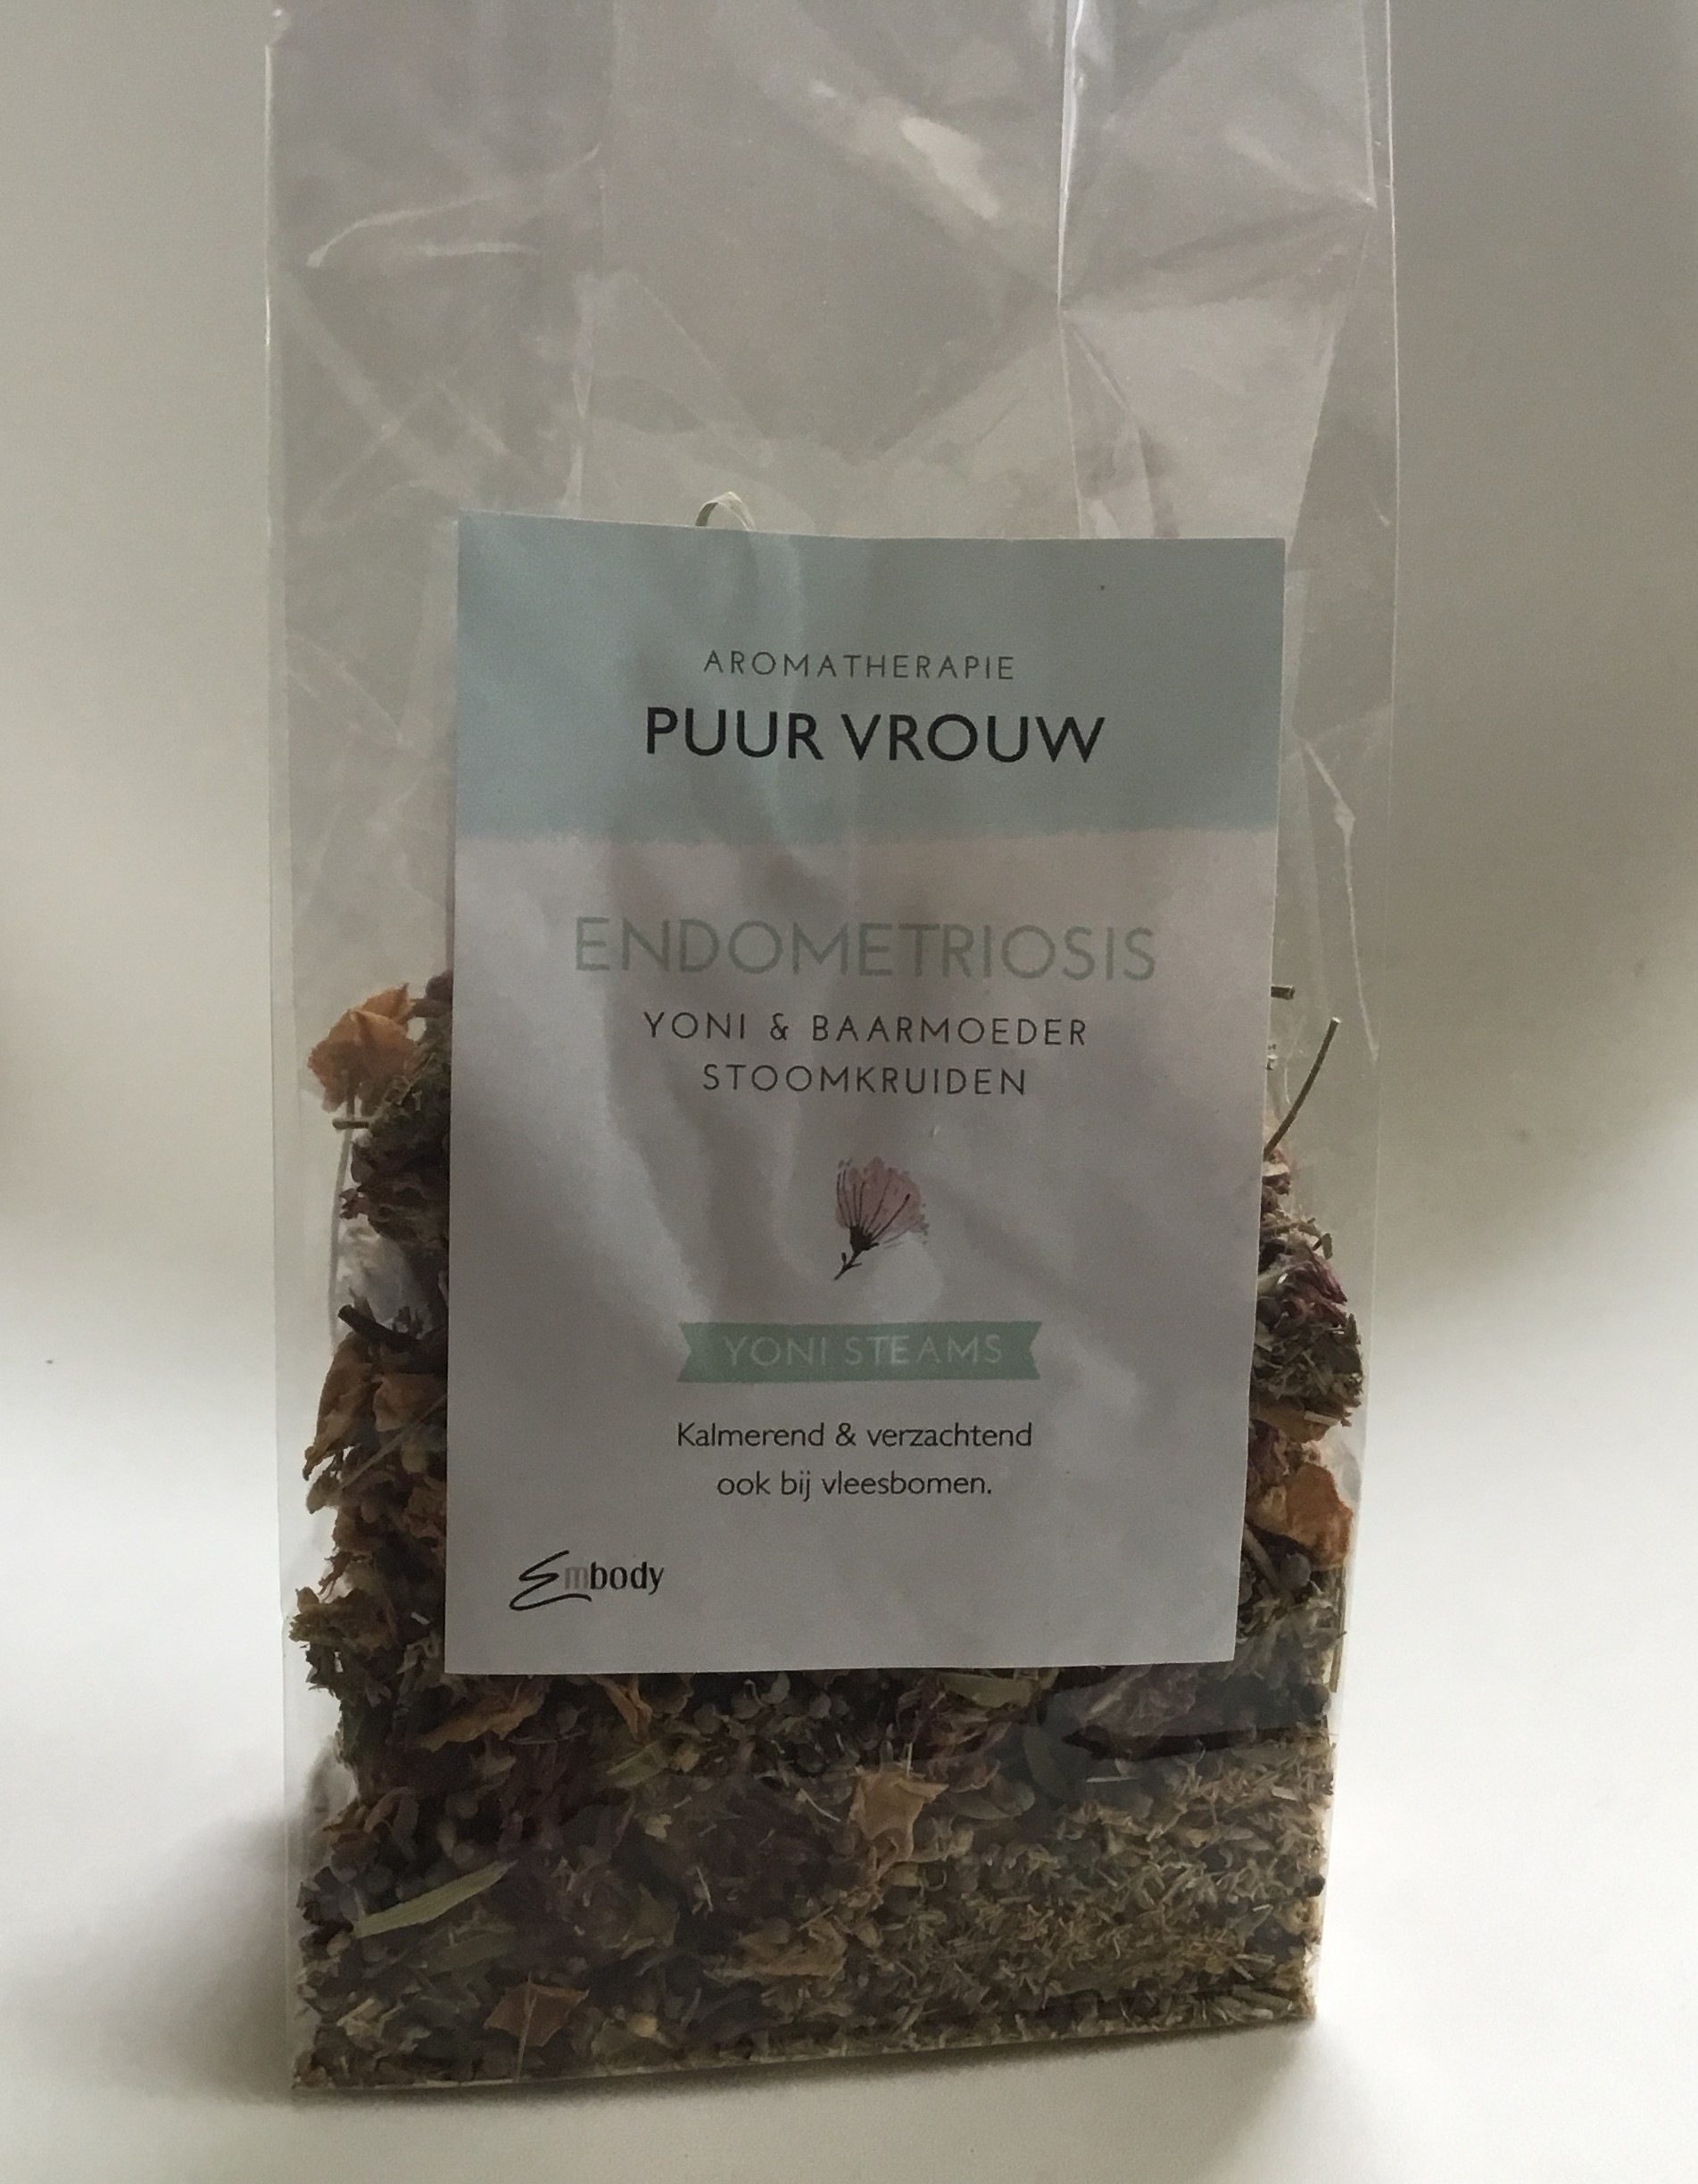 AROMATHERAPIE
PUUR VROUW
ENDOMETRIOSIS
YONI & BAARMOEDER
STOOMKRUIDEN
YONI STEAMS
Kalmerend & verzachtend
ook bij vleesbomen.
Embody